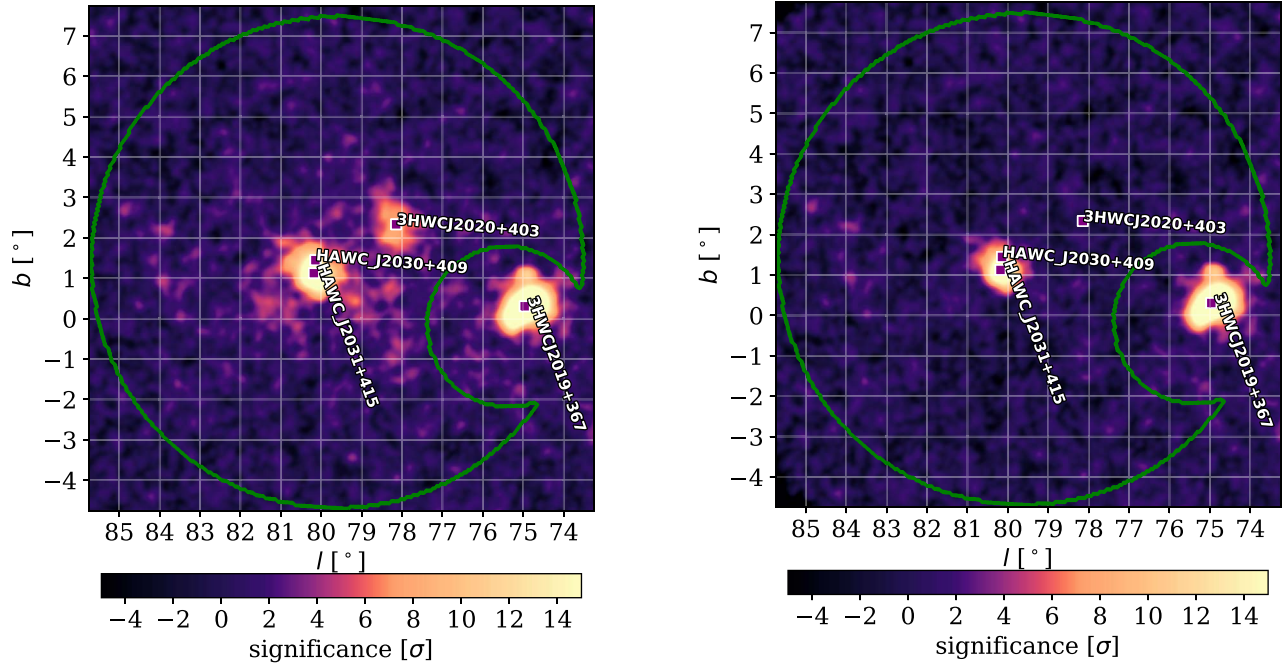 7
6
5
4
3
2
1
0
−1
−2
−3
−4
b [°]
3HWCJ2020+403
HAWC_J2030+409
HAWC_J2031+415
3HWCJ2019+367
85 84 83 82 81 80 79 78 77 76 75 74
l [°]
−4 −2 0 2 4 6 8 10 12 14
significance [σ]
7
6
5
4
3
2
1
0
−1
−2
−3
−4
b [°]
3HWCJ2020+403
HAWC_J2030+409
HAWC_J2031+415
3HWCJ2019+367
85 84 83 82 81 80 79 78 77 76 75 74
l [°]
−4 −2 0 2 4 6 8 10 12 14
significance [σ]